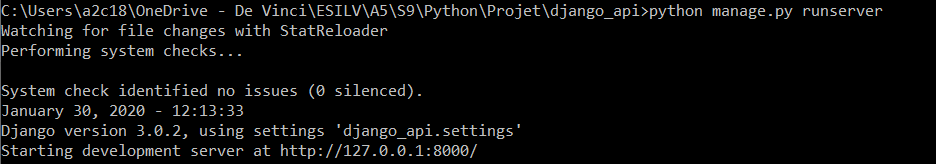 C:\Users\a2c18\OneDrive - De Vinci\ESILV\A5\S9\Python\Projet\django_api>python manage.py runserver
Watching for file changes with StatReloader
Performing system checks...
System check identified no issues (0 silenced).
January 30, 2020 - 12:13:33
Django version 3.0.2, using settings 'django_api.settings'
Starting development server at http://127.0.0.1:8000/